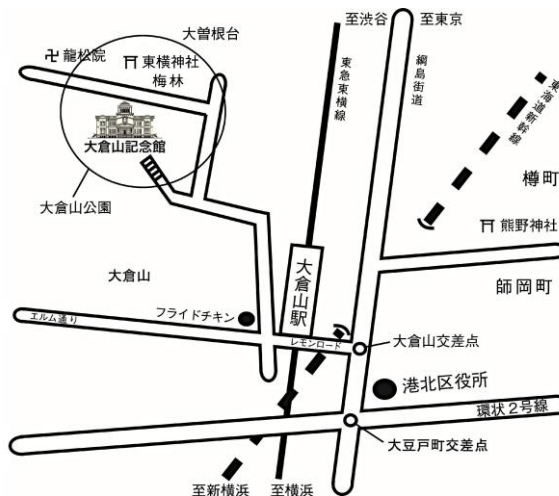 大曽根台
至渋谷
至東京
卍 龍松院
东横神社
梅林
東急東横線
綱島街道
東海道新幹線
大倉山記念館
樽町
大倉山公園
熊野神社
大倉山
大倉山駅
師岡町
エルム通り
フライドチキン
レモンロード
大倉山交差点
港北区役所
環状2号線
大豆戸町交差点
至新横浜
至横浜